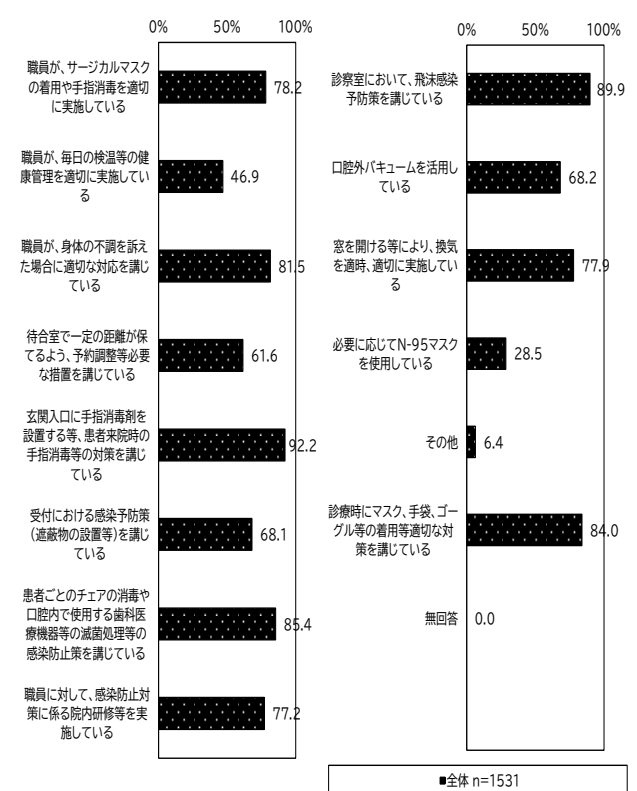 0% 50% 100%
職員が、サージカルマスク
の着用や手指消毒を適切
に実施している
78.2
職員が、毎日の検温等の健
康管理を適切に実施してい
る
46.9
職員が、身体の不調を訴え
た場合に適切な対応を講じ
ている
81.5
待合室で一定の距離が保
てるよう、予約調整等必要
な措置を講じている
61.6
玄関入口に手指消毒剤を
設置する等、患者来院時の
手指消毒等の対策を講じ
ている
92.2
受付における感染予防策
（遮蔽物の設置等）を講じ
ている
68.1
患者ごとのチェアの消毒や
口腔内で使用する歯科医
療機器等の滅菌処理等の
感染防止策を講じている
85.4
職員に対して、感染防止対
策に係る院内研修等を実
施している
77.2
0% 50% 100%
診察室において、飛沫感染
予防策を講じている
89.9
口腔外バキュームを活用し
ている
68.2
窓を開ける等により、換気
を適時、適切に実施してい
る
77.9
必要に応じてN-95マスク
を使用している
28.5
その他
6.4
診療時にマスク、手袋、ゴー
グル等の着用等適切な対
策を講じている
84.0
無回答
0.0
■全体 n=1531